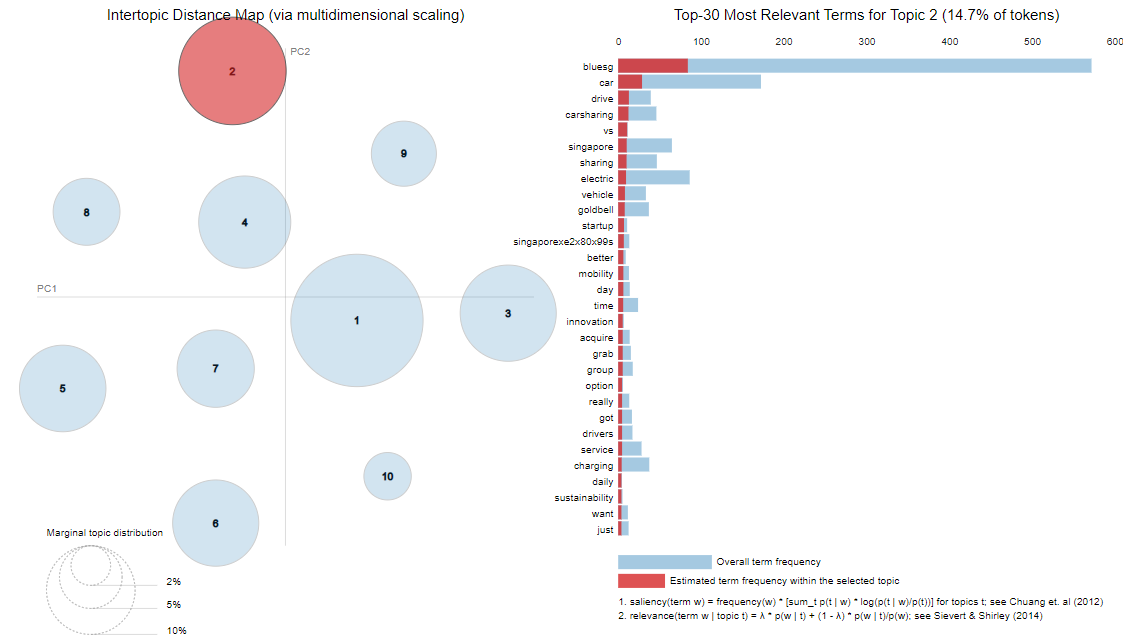 Intertopic Distance Map (via multidimensional scaling)
PC2
2
9
8
4
PC1
1
3
7
5
10
6
Marginal topic distribution
2%
5%
10%
Top-30 Most Relevant Terms for Topic 2 (14.7% of tokens)
0 100 200 300 400 500 600
bluesg
car
drive
carsharing
vs
singapore
sharing
electric
vehicle
goldbell
startup
singaporexe2x80x99s
better
mobility
day
time
innovation
acquire
grab
group
option
really
got
drivers
service
charging
daily
sustainability
want
just
Overall term frequency
Estimated term frequency within the selected topic
1. saliency(term w) = frequency(w) * [sum_t p(t | w) * log(p(t | w)/p(t))] for topics t; see Chuang et. al (2012)
2. relevance(term w | topic t) = λ * p(w | t) + (1 - λ) * p(w | t)/p(w); see Sievert & Shirley (2014)